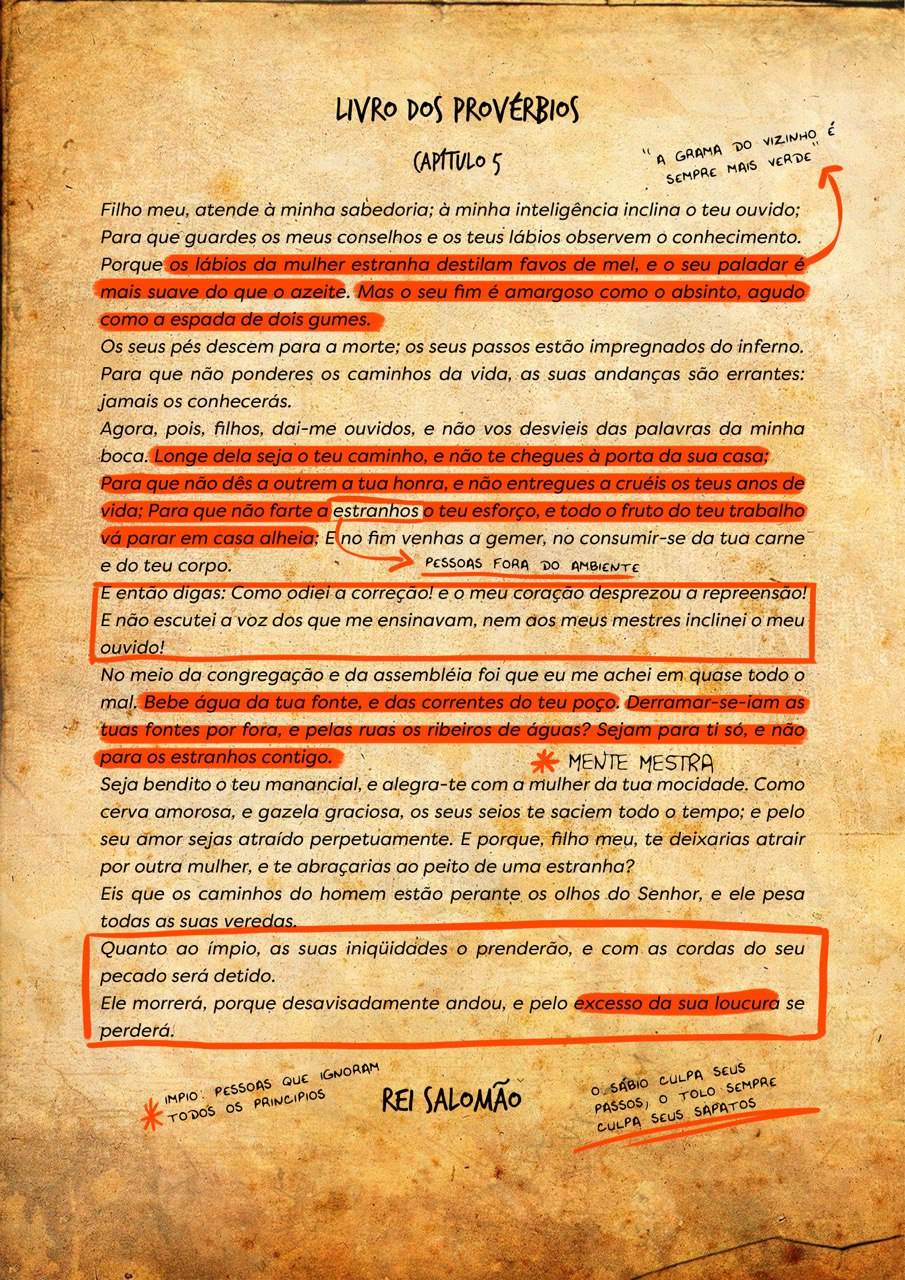 LIVRO DOS PROVÉRBIOS
CAPÍTULO 5
"A GRAMA DO VIZINHO É
SEMPRE MAIS VERDE"
Filho meu, atende à minha sabedoria; à minha inteligência inclina o teu ouvido;
Para que guardes os meus conselhos e os teus lábios observem o conhecimento.
Porque os lábios da mulher estranha destilam favos de mel, e o seu paladar é
mais suave do que o azeite. Mas o seu fim é amargoso como o absinto, agudo
como a espada de dois gumes.
Os seus pés descem para a morte; os seus passos estão impregnados do inferno.
Para que não ponderes os caminhos da vida, as suas andanças são errantes:
jamais os conhecerás.
Agora, pois, filhos, dai-me ouvidos, e não vos desvieis das palavras da minha
boca. Longe dela seja o teu caminho, e não te chegues à porta da sua casa;
Para que não dês a outrem a tua honra, e não entregues a cruéis os teus anos de
vida; Para que não farte a estranhos o teu esforço, e todo o fruto do teu trabalho
vá parar em casa alheia; E no fim venhas a gemer, no consumir-se da tua carne
e do teu corpo.
PESSOAS FORA DO AMBIENTE
E então digas: Como odiei a correção! e o meu coração desprezou a repreensão!
E não escutei a voz dos que me ensinavam, nem aos meus mestres inclinei o meu
ouvido!
No meio da congregação e da assembléia foi que eu me achei em quase todo o
mal. Bebe água da tua fonte, e das correntes do teu poço. Derramar-se-iam as
tuas fontes por fora, e pelas ruas os ribeiros de águas? Sejam para ti só, e não
para os estranhos contigo.
MENTE MESTRA
Seja bendito o teu manancial, e alegra-te com a mulher da tua mocidade. Como
cerva amorosa, e gazela graciosa, os seus seios te saciem todo o tempo; e pelo
seu amor sejas atraído perpetuamente. E porque, filho meu, te deixarias atrair
por outra mulher, e te abraçarias ao peito de uma estranha?
Eis que os caminhos do homem estão perante os olhos do Senhor, e ele pesa
todas as suas veredas.
Quanto ao ímpio, as suas iniqüidades o prenderão, e com as cordas do seu
pecado será detido.
Ele morrerá, porque desavisadamente andou, e pelo excesso da sua loucura se
perderá.
IMPIO: PESSOAS QUE IGNORAM
TODOS OS PRINCIPIOS
REI SALOMÃO
O SÁBIO CULPA SEUS
PASSOS, O TOLO SEMPRE
CULPA SEUS SAPATOS